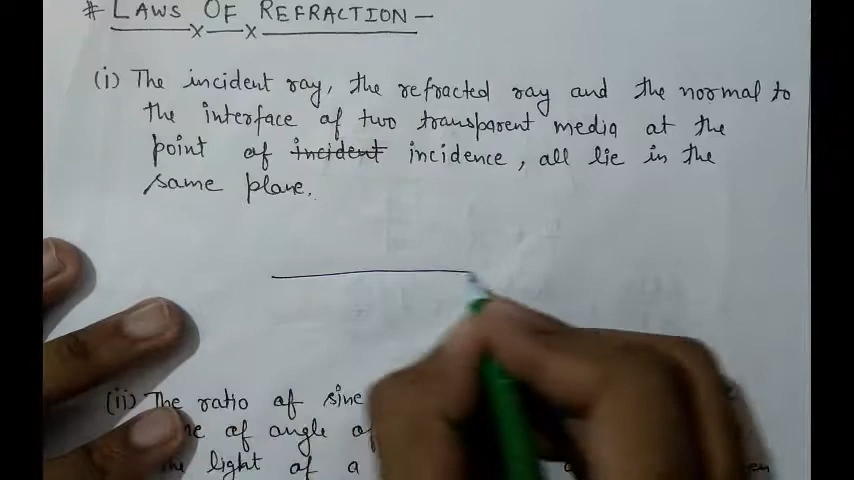 # LAWS OF REFRACTION –
(i) The incident ray, the refracted ray and the normal to
the interface of two transparent media at the
point of incident incidence, all lie in the
same plane.
(ii) The ratio of sine
of angle of
light of a